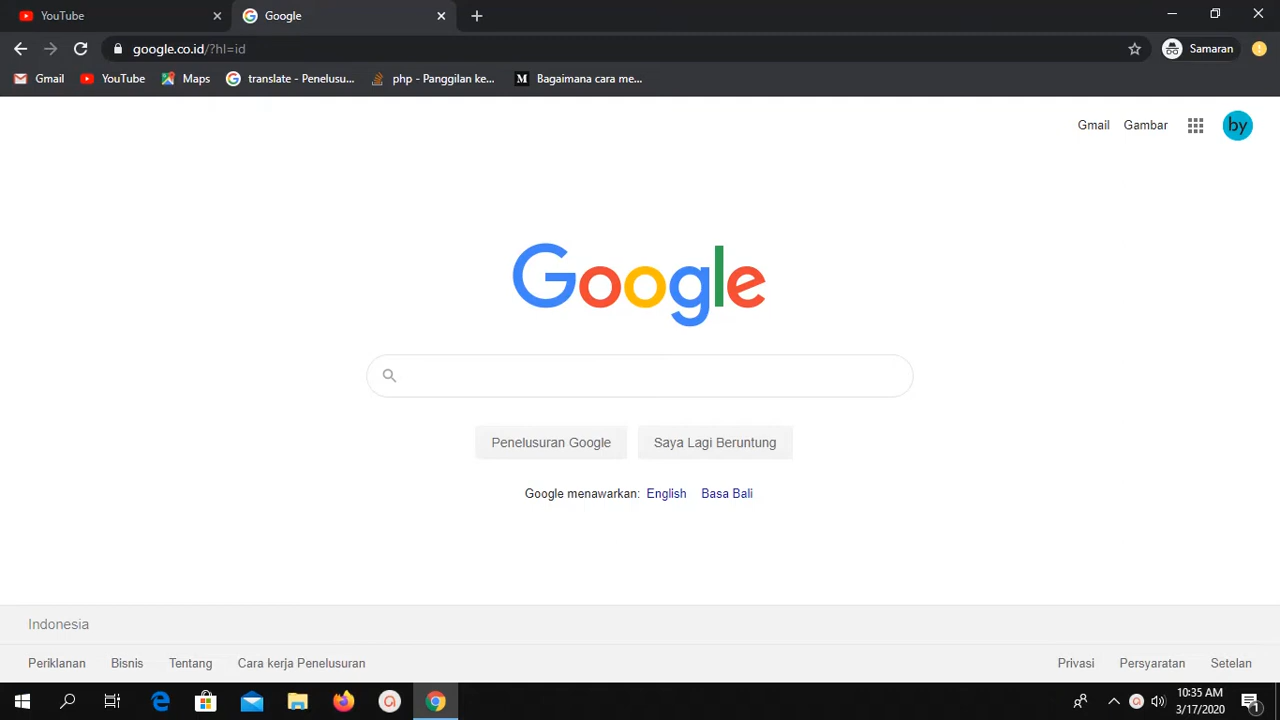 YouTube
Google
google.co.id/?hl=id
Samaran
Gmail
YouTube
Maps
translate - Penelusu...
php - Panggilan ke...
M
Bagaimana cara me...
Gmail
Gambar
by
Google
Penelusuran Google
Saya Lagi Beruntung
Google menawarkan: English Basa Bali
Indonesia
Periklanan
Bisnis
Tentang
Cara kerja Penelusuran
Privasi
Persyaratan
Setelan
10:35 AM
3/17/2020
1